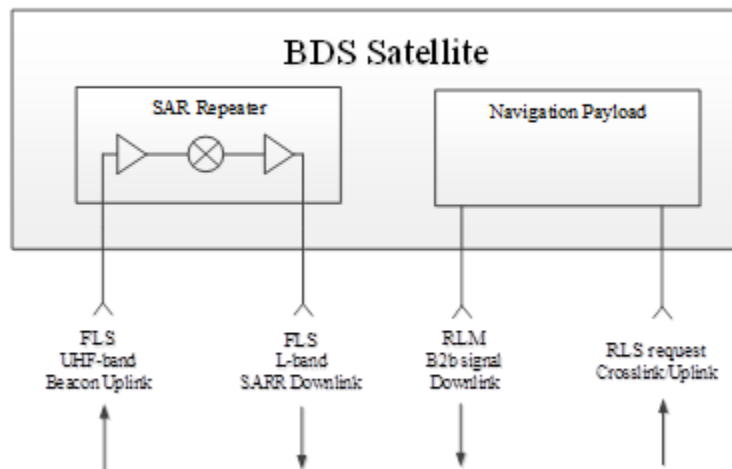 BDS Satellite
SAR Repeater
Navigation Payload
FLS
UHF-band
Beacon Uplink
FLS
L-band
SARR Downlink
RLM
B2b signal
Downlink
RLS request
Crosslink/Uplink